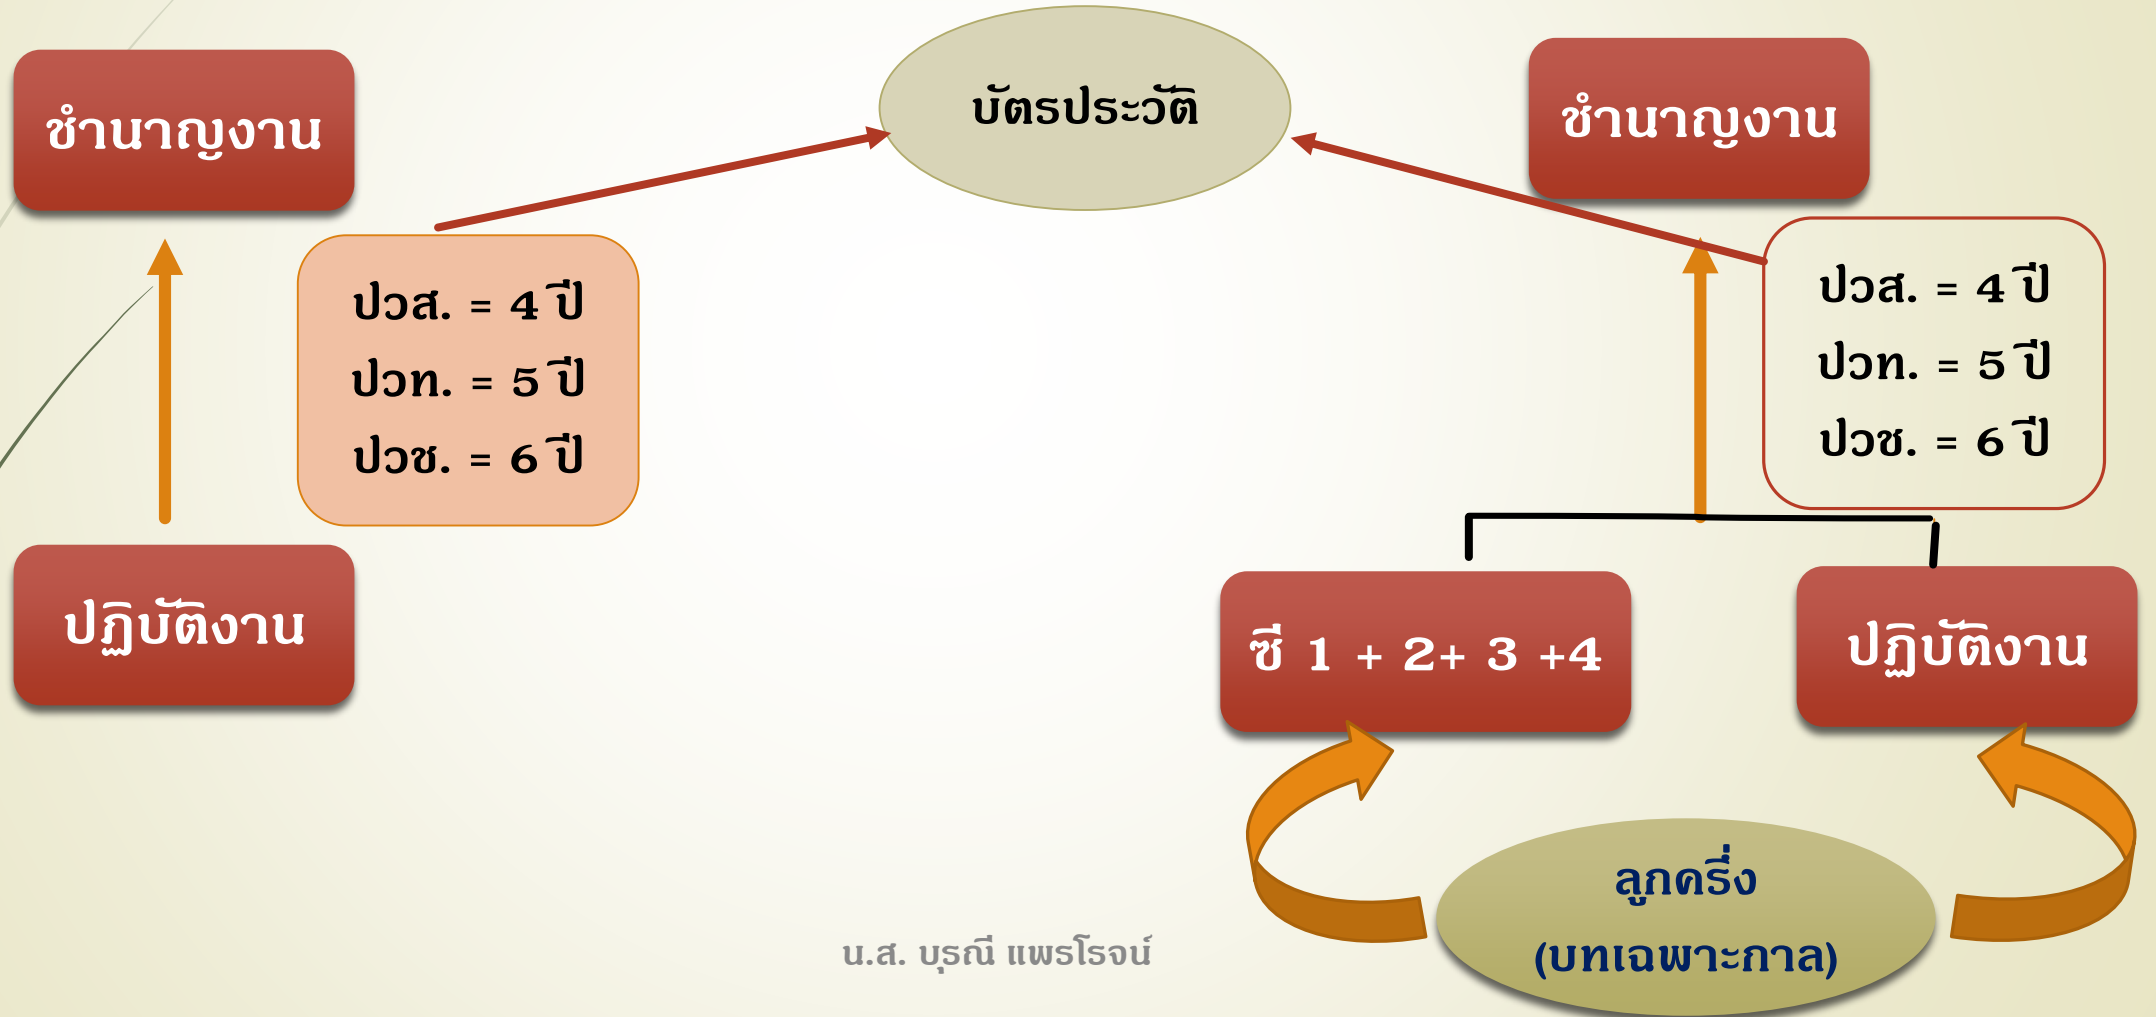 บัตรประวัติ
ชำนาญงาน
ชำนาญงาน
ปวส. = 4 ปี
ปวท. = 5 ปี
ปวช. = 6 ปี
ปวส. = 4 ปี
ปวท. = 5 ปี
ปวช. = 6 ปี
ปฏิบัติงาน
ซี 1 + 2+ 3 +4
ปฏิบัติงาน
ลูกครึ่ง
(บทเฉพาะกาล)
น.ส. บุรณี แพรโรจน์